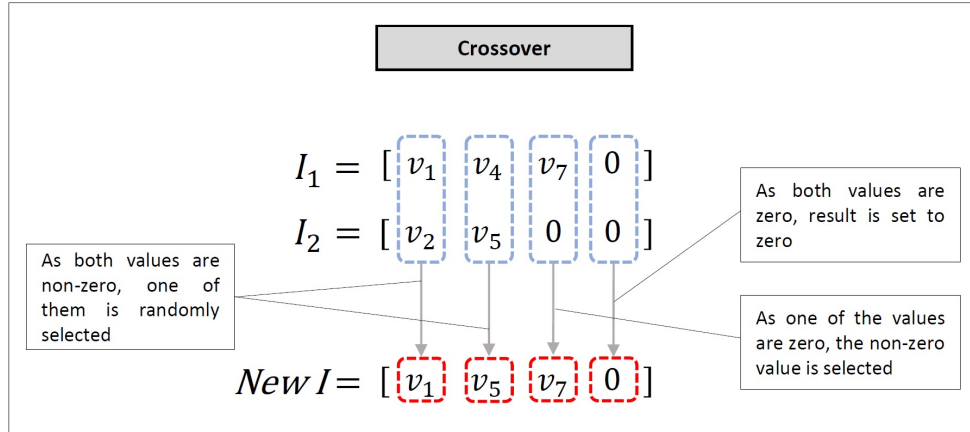 Crossover
I₁ = [ v₁ v₄ v₇ 0 ]
I₂ = [ v₂ v₅ 0 0 ]
As both values are
zero, result is set to
zero
As both values are
non-zero, one of
them is randomly
selected
As one of the values
are zero, the non-zero
value is selected
New I = [ v₁ v₅ v₇ 0 ]